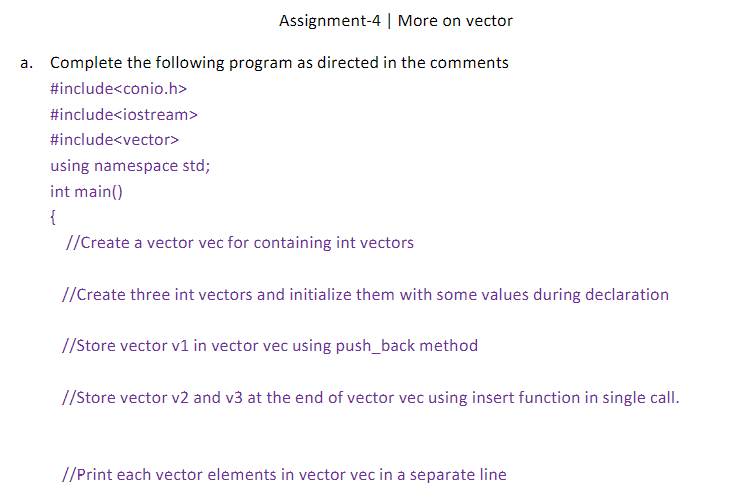 Assignment-4 | More on vector
a. Complete the following program as directed in the comments
#include<conio.h>
#include<iostream>
#include<vector>
using namespace std;
int main()
{
//Create a vector vec for containing int vectors
//Create three int vectors and initialize them with some values during declaration
//Store vector v1 in vector vec using push_back method
//Store vector v2 and v3 at the end of vector vec using insert function in single call.
//Print each vector elements in vector vec in a separate line